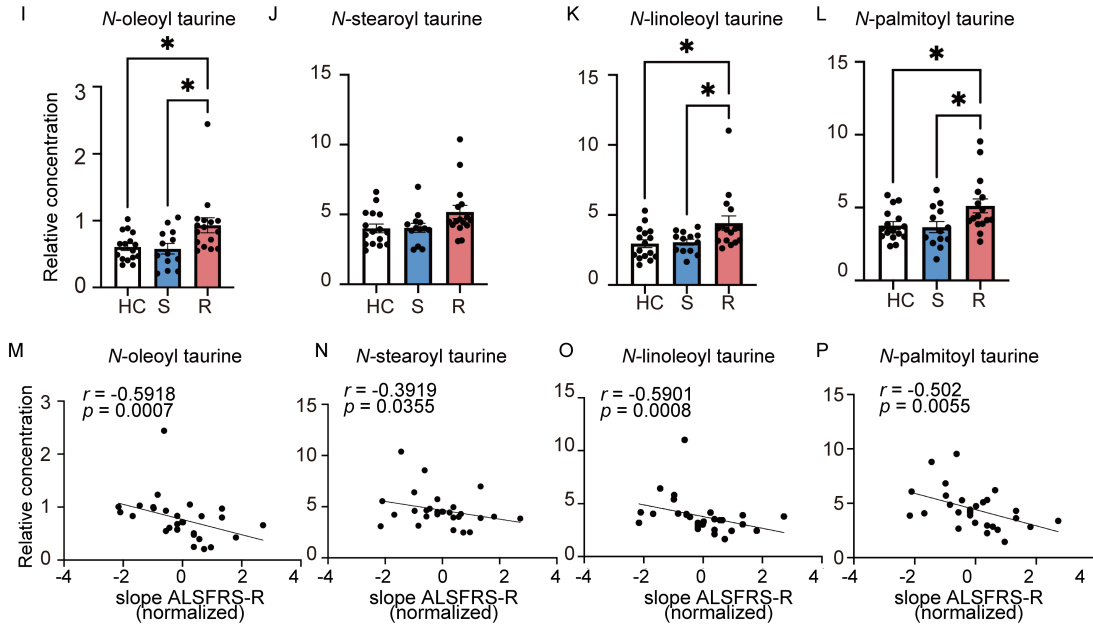 I
N-oleoyl taurine
J
N-stearoyl taurine
K
N-linoleoyl taurine
L
N-palmitoyl taurine
Relative concentration
3
2
1
0
*
*
HC S R
15
10
5
0
HC S R
15
10
5
0
*
*
HC S R
15
10
5
0
*
*
HC S R
M
N-oleoyl taurine
N
N-stearoyl taurine
O
N-linoleoyl taurine
P
N-palmitoyl taurine
Relative concentration
r = -0.5918
p = 0.0007
3
2
1
0
-4 -2 0 2 4
slope ALSFRS-R
(normalized)
r = -0.3919
p = 0.0355
15
10
5
0
-4 -2 0 2 4
slope ALSFRS-R
(normalized)
r = -0.5901
p = 0.0008
15
10
5
0
-4 -2 0 2 4
slope ALSFRS-R
(normalized)
r = -0.502
p = 0.0055
15
10
5
0
-4 -2 0 2 4
slope ALSFRS-R
(normalized)